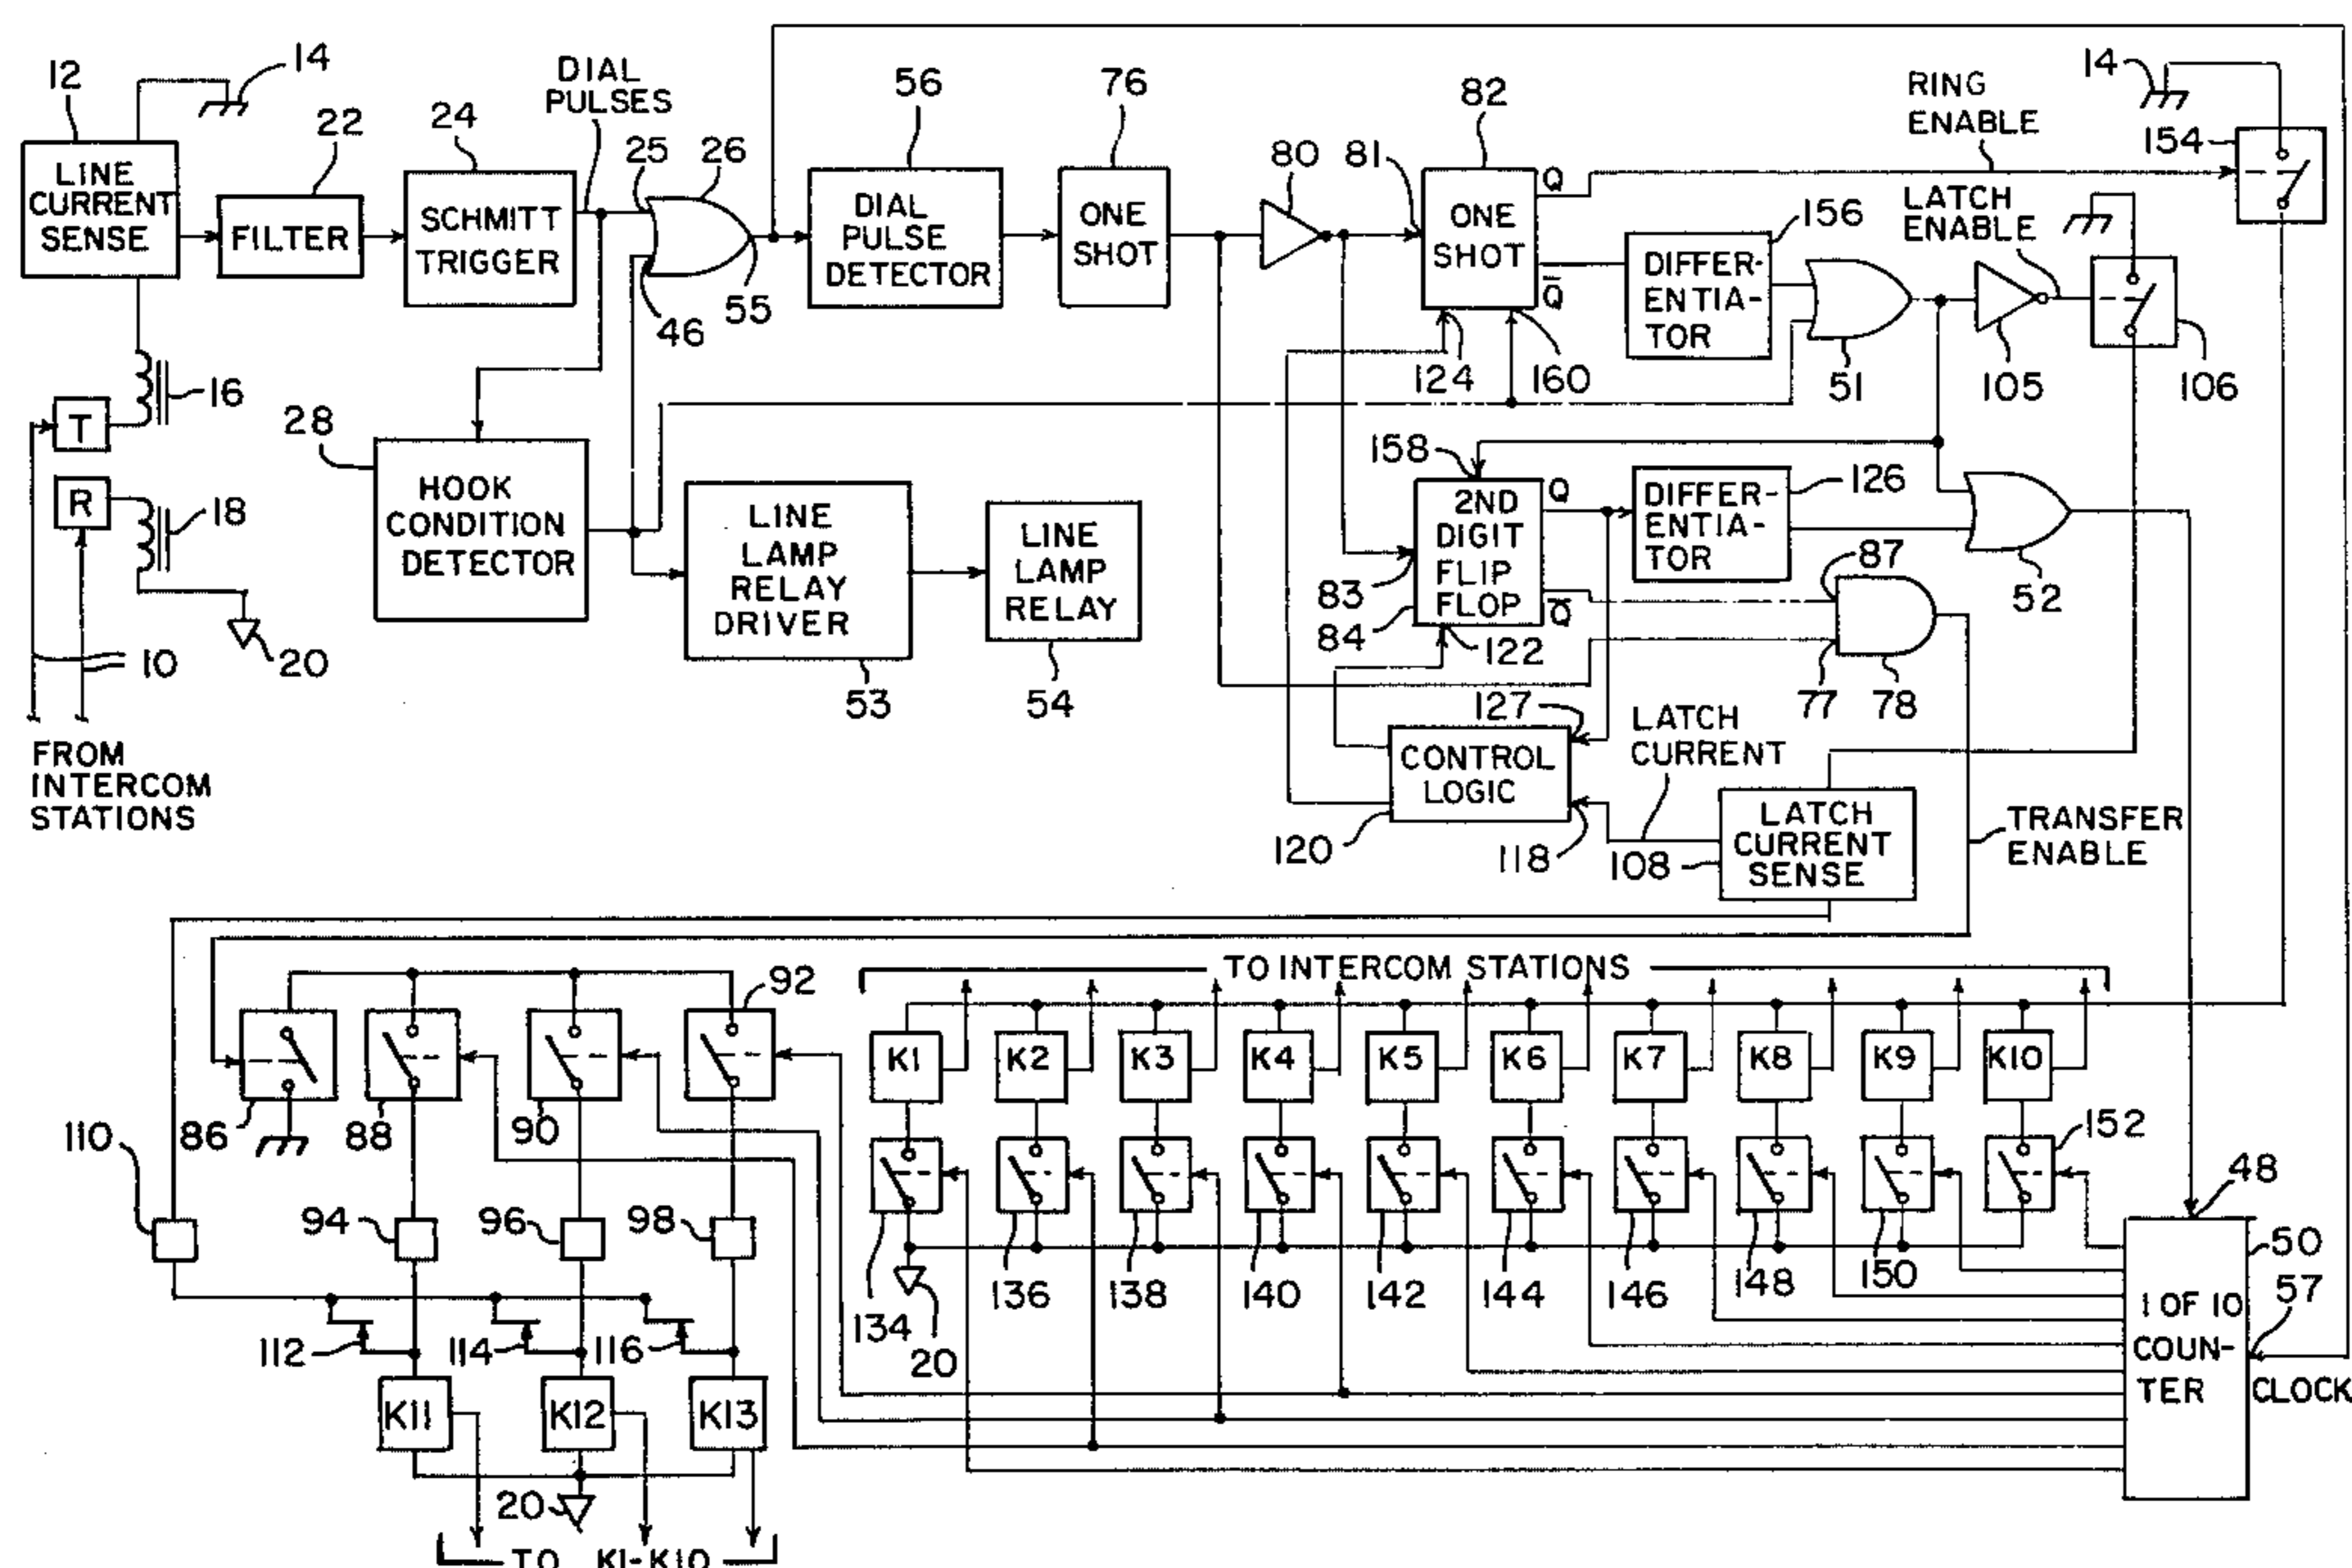 12
14
DIAL
PULSES
22
24
25
26
56
76
82
80
81
RING
ENABLE
14
154
LINE
CURRENT
SENSE
FILTER
SCHMITT
TRIGGER
46
55
DIAL
PULSE
DETECTOR
ONE
SHOT
ONE
SHOT
Q
Q̅
124
160
LATCH
ENABLE
156
DIFFER-
ENTIA-
TOR
51
105
106
16
T
R
18
20
10
FROM
INTERCOM
STATIONS
28
HOOK
CONDITION
DETECTOR
LINE
LAMP
RELAY
DRIVER
53
LINE
LAMP
RELAY
54
158
2ND
DIGIT
FLIP
FLOP
Q
Q̅
83
84
122
DIFFER-
ENTIA-
TOR
126
87
52
77
78
127
CONTROL
LOGIC
120
118
LATCH
CURRENT
108
LATCH
CURRENT
SENSE
TRANSFER
ENABLE
92
86
88
90
110
94
96
98
112
114
116
K11
K12
K13
20
TO K1-K10
TO INTERCOM STATIONS
K1
K2
K3
K4
K5
K6
K7
K8
K9
K10
152
134
20
136
138
140
142
144
146
148
150
48
50
57
1 OF 10
COUN-
TER
CLOCK